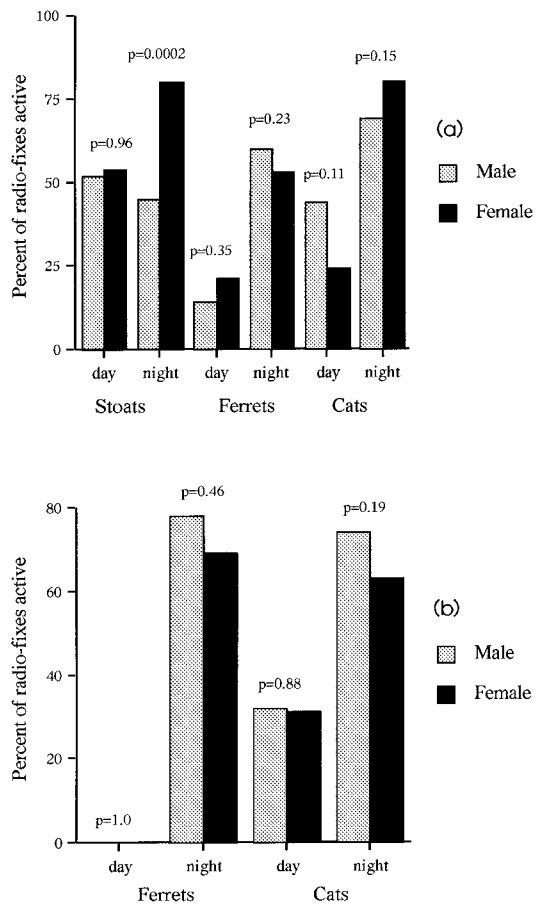 100
p=0.0002
p=0.15
75
p=0.23
(a)
p=0.96
Male
p=0.11
50
Female
p=0.35
25
0
Percent of radio-fixes active
day night day night day night
Stoats Ferrets Cats
80
p=0.46
p=0.19
60
(b)
Male
40
p=0.88
Female
20
p=1.0
0
Percent of radio-fixes active
day night day night
Ferrets Cats